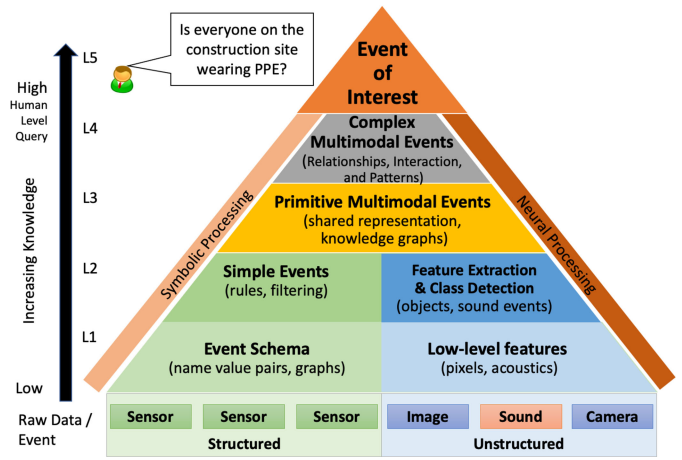 Is everyone on the
construction site
wearing PPE?
Event
of
Interest
L5
High
Human
Level
Query
L4
Complex
Multimodal Events
(Relationships, Interaction,
and Patterns)
L3
Primitive Multimodal Events
(shared representation,
knowledge graphs)
Symbolic Processing
Neural Processing
Increasing Knowledge
L2
Simple Events
(rules, filtering)
Feature Extraction
& Class Detection
(objects, sound events)
L1
Event Schema
(name value pairs, graphs)
Low-level features
(pixels, acoustics)
Low
Raw Data /
Event
Sensor
Sensor
Sensor
Image
Sound
Camera
Structured
Unstructured